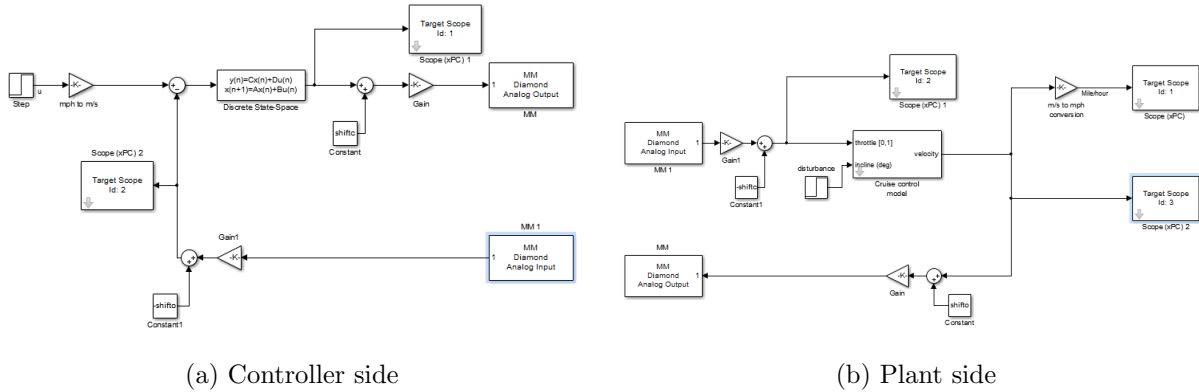 Target Scope
Id: 1
Scope (xPC) 1
Step
u
-K-
mph to m/s
y(n)=Cx(n)+Du(n)
x(n+1)=Ax(n)+Bu(n)
Discrete State-Space
shiftc
Constant
-K-
Gain
1
MM
Diamond
Analog Output
MM
Scope (xPC) 2
Target Scope
Id: 2
-shifto
Constant1
Gain1
-K-
MM 1
1
MM
Diamond
Analog Input
(a) Controller side
Target Scope
Id: 2
Scope (xPC) 1
MM
Diamond
Analog Input
1
MM 1
-K-
Gain1
-shiftc
Constant1
disturbance
throttle [0,1]
incline (deg)
velocity
Cruise control
model
-K-
Mile/hour
m/s to mph
conversion
Target Scope
Id: 1
Scope (xPC)
Target Scope
Id: 3
Scope (xPC) 2
MM
MM
Diamond
Analog Output
1
-K-
Gain
shifto
Constant
(b) Plant side